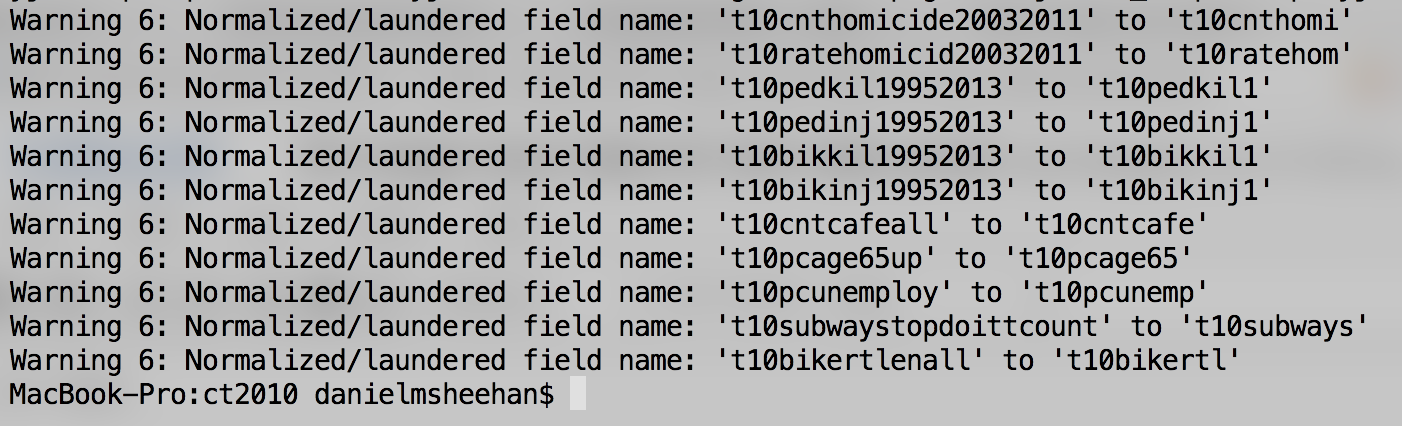 Warning 6: Normalized/laundered field name: 't10cnthomicide20032011' to 't10cnthomi'
Warning 6: Normalized/laundered field name: 't10ratehomicid20032011' to 't10ratehom'
Warning 6: Normalized/laundered field name: 't10pedkil19952013' to 't10pedkil1'
Warning 6: Normalized/laundered field name: 't10pedinj19952013' to 't10pedinj1'
Warning 6: Normalized/laundered field name: 't10bikkil19952013' to 't10bikkil1'
Warning 6: Normalized/laundered field name: 't10bikinj19952013' to 't10bikinj1'
Warning 6: Normalized/laundered field name: 't10cntcafeall' to 't10cntcafe'
Warning 6: Normalized/laundered field name: 't10pcage65up' to 't10pcage65'
Warning 6: Normalized/laundered field name: 't10pcunemploy' to 't10pcunemp'
Warning 6: Normalized/laundered field name: 't10subwaystopdoittcount' to 't10subways'
Warning 6: Normalized/laundered field name: 't10bikertlenall' to 't10bikertl'
MacBook-Pro:ct2010 danielmsheehan$